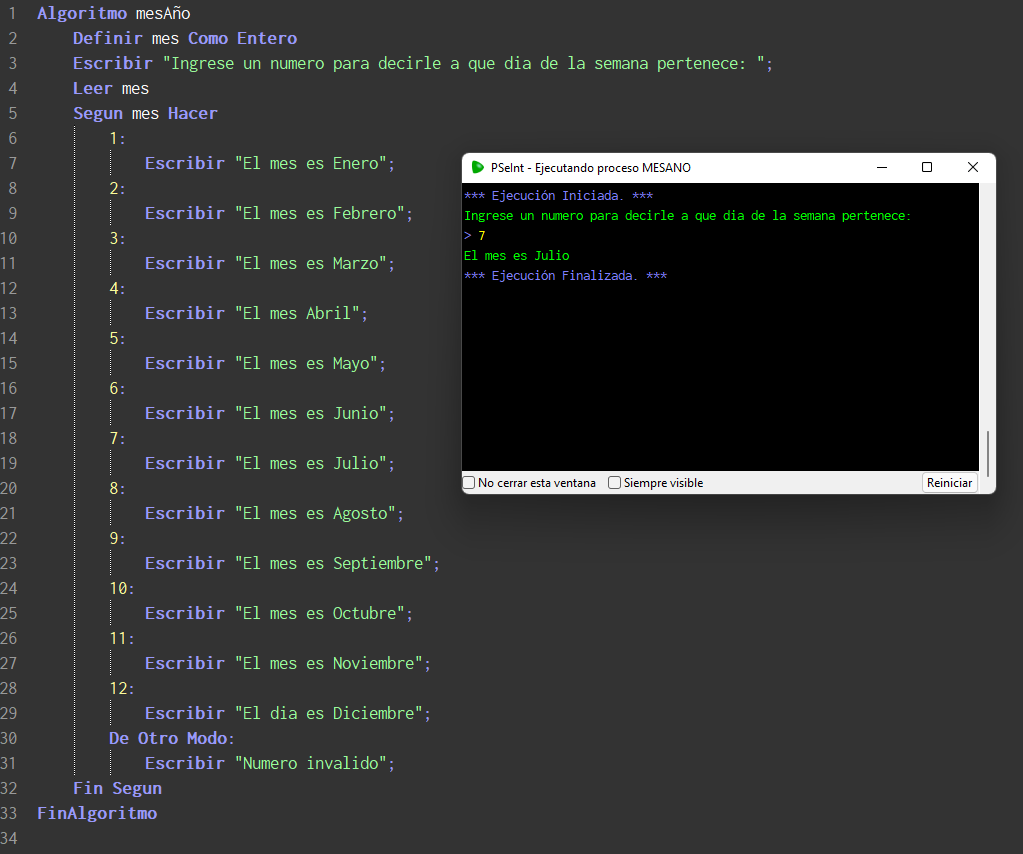 1 Algoritmo mesAño
2 Definir mes Como Entero
3 Escribir "Ingrese un numero para decirle a que dia de la semana pertenece: ";
4 Leer mes
5 Segun mes Hacer
6 1:
7 Escribir "El mes es Enero";
8 2:
9 Escribir "El mes es Febrero";
10 3:
11 Escribir "El mes es Marzo";
12 4:
13 Escribir "El mes Abril";
14 5:
15 Escribir "El mes es Mayo";
16 6:
17 Escribir "El mes es Junio";
18 7:
19 Escribir "El mes es Julio";
20 8:
21 Escribir "El mes es Agosto";
22 9:
23 Escribir "El mes es Septiembre";
24 10:
25 Escribir "El mes es Octubre";
26 11:
27 Escribir "El mes es Noviembre";
28 12:
29 Escribir "El dia es Diciembre";
30 De Otro Modo:
31 Escribir "Numero invalido";
32 Fin Segun
33 FinAlgoritmo
34
PSeInt - Ejecutando proceso MESANO
*** Ejecución Iniciada. ***
Ingrese un numero para decirle a que dia de la semana pertenece:
> 7
El mes es Julio
*** Ejecución Finalizada. ***
No cerrar esta ventana Siempre visible Reiniciar